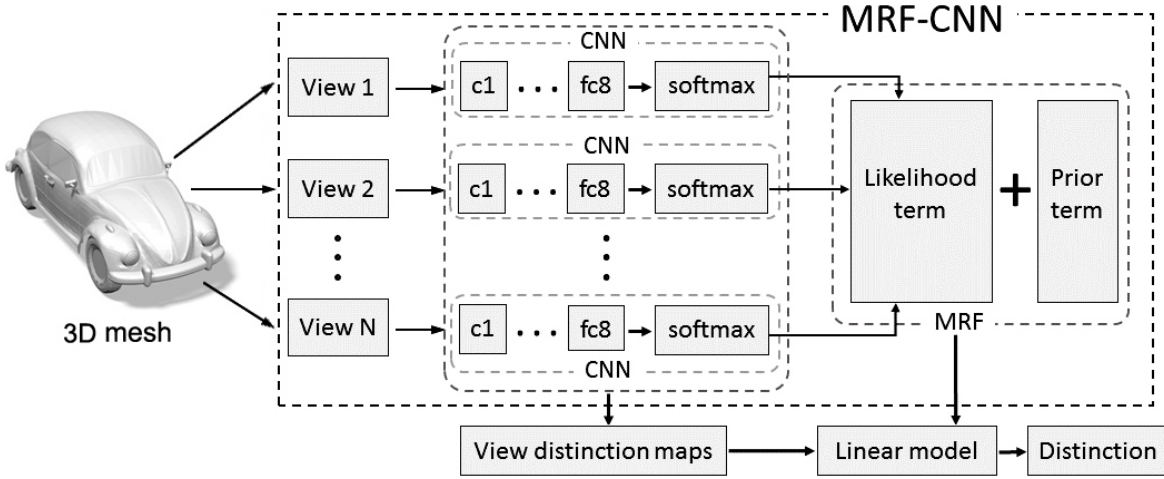 MRF-CNN
CNN
View 1
c1 ... fc8
softmax
CNN
View 2
c1 ... fc8
softmax
Likelihood
term
+
Prior
term
3D mesh
View N
c1 ... fc8
softmax
CNN
MRF
View distinction maps
Linear model
Distinction